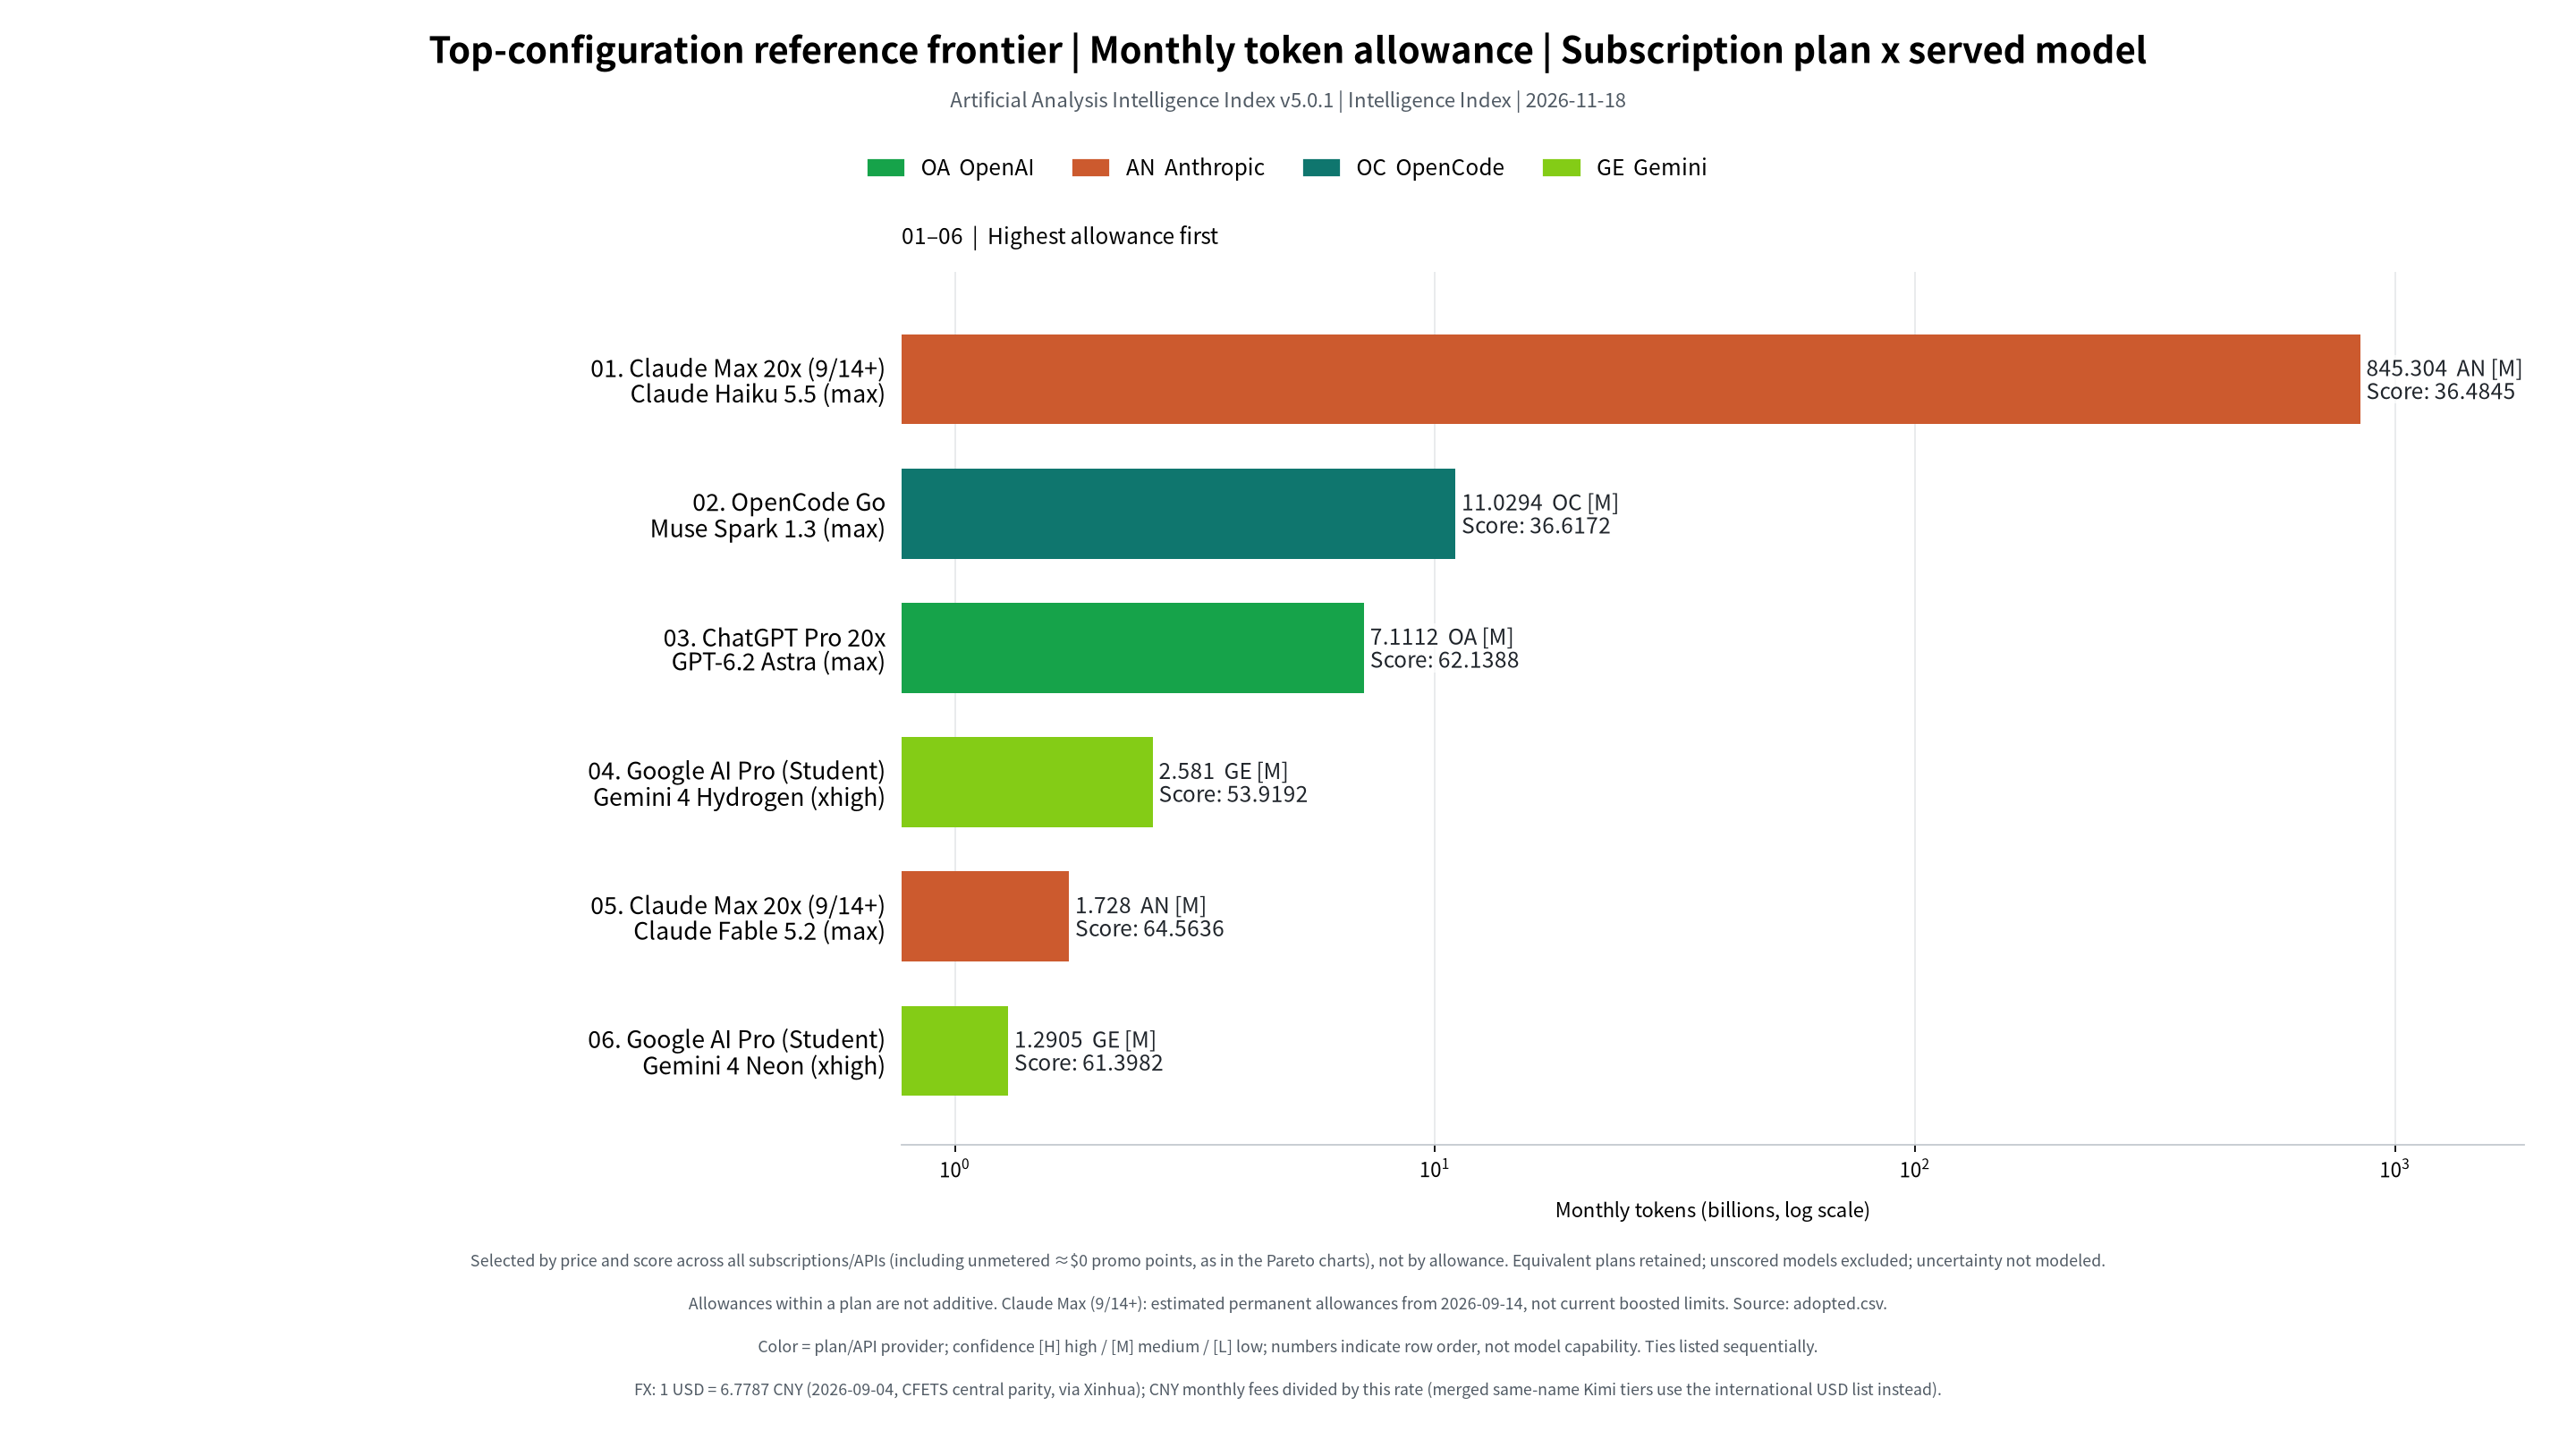 Top-configuration reference frontier | Monthly token allowance | Subscription plan x served model
Artificial Analysis Intelligence Index v5.0.1 | Intelligence Index | 2026-11-18
OA OpenAI
AN Anthropic
OC OpenCode
GE Gemini
01–06 | Highest allowance first
01. Claude Max 20x (9/14+)
Claude Haiku 5.5 (max)
845.304 AN [M]
Score: 36.4845
02. OpenCode Go
Muse Spark 1.3 (max)
11.0294 OC [M]
Score: 36.6172
03. ChatGPT Pro 20x
GPT-6.2 Astra (max)
7.1112 OA [M]
Score: 62.1388
04. Google AI Pro (Student)
Gemini 4 Hydrogen (xhigh)
2.581 GE [M]
Score: 53.9192
05. Claude Max 20x (9/14+)
Claude Fable 5.2 (max)
1.728 AN [M]
Score: 64.5636
06. Google AI Pro (Student)
Gemini 4 Neon (xhigh)
1.2905 GE [M]
Score: 61.3982
10⁰ 10¹ 10² 10³
Monthly tokens (billions, log scale)
Selected by price and score across all subscriptions/APIs (including unmetered ≈$0 promo points, as in the Pareto charts), not by allowance. Equivalent plans retained; unscored models excluded; uncertainty not modeled.
Allowances within a plan are not additive. Claude Max (9/14+): estimated permanent allowances from 2026-09-14, not current boosted limits. Source: adopted.csv.
Color = plan/API provider; confidence [H] high / [M] medium / [L] low; numbers indicate row order, not model capability. Ties listed sequentially.
FX: 1 USD = 6.7787 CNY (2026-09-04, CFETS central parity, via Xinhua); CNY monthly fees divided by this rate (merged same-name Kimi tiers use the international USD list instead).